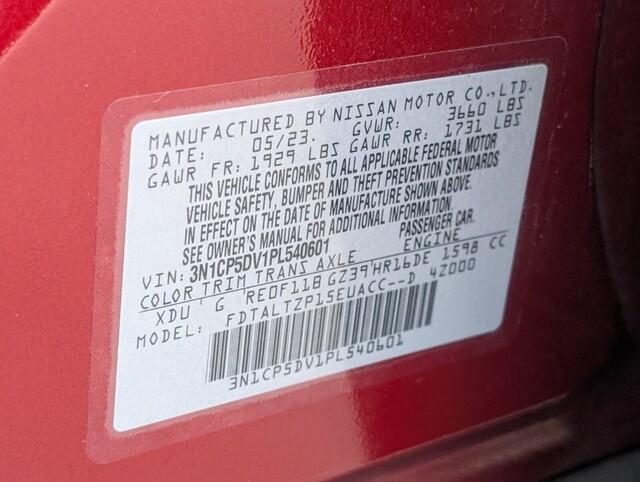 MANUFACTURED BY NISSAN MOTOR CO.,LTD.
DATE: 05/23. GVWR: 3660 LBS
GAWR FR: 1929 LBS GAWR RR: 1731 LBS
THIS VEHICLE CONFORMS TO ALL APPLICABLE FEDERAL MOTOR
VEHICLE SAFETY, BUMPER AND THEFT PREVENTION STANDARDS
IN EFFECT ON THE DATE OF MANUFACTURE SHOWN ABOVE.
SEE OWNER'S MANUAL FOR ADDITIONAL INFORMATION.
VIN: 3N1CP5DV1PL540601 PASSENGER CAR.
COLOR TRIM TRANS AXLE ENGINE
XDU G RE0F11B GZ39 HR16DE 1598 CC
MODEL: FDTALTZP15EUACC--D 42000
3N1CP5DV1PL540601